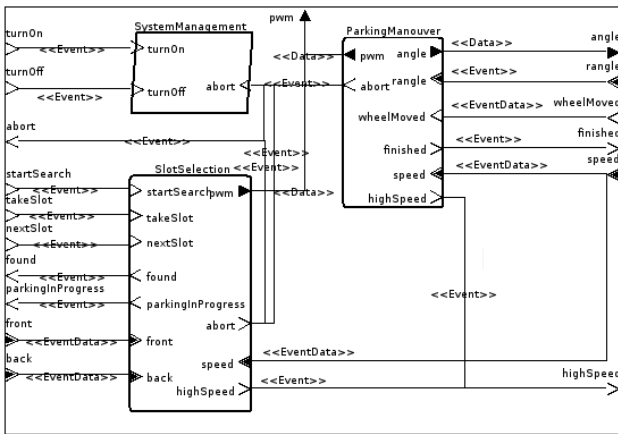 pwm
SystemManagement
ParkingManouver
turnOn
<<Event>>
turnOn
pwm
<<Data>>
angle
<<Data>>
angle
turnOff
<<Event>>
turnOff
abort
<<Event>>
abort
rangle
<<Event>>
rangle
wheelMoved
<<EventData>>
wheelMoved
abort
<<Event>>
finished
<<Event>>
finished
<<Event>>
<<Event>>
SlotSelection
speed
<<EventData>>
speed
startSearch
<<Event>>
startSearch
pwm
<<Data>>
highSpeed
takeSlot
<<Event>>
takeSlot
nextSlot
<<Event>>
nextSlot
found
<<Event>>
found
parkingInProgress
<<Event>>
parkingInProgress
<<Event>>
abort
front
<<EventData>>
front
speed
<<EventData>>
back
<<EventData>>
back
highSpeed
<<Event>>
highSpeed